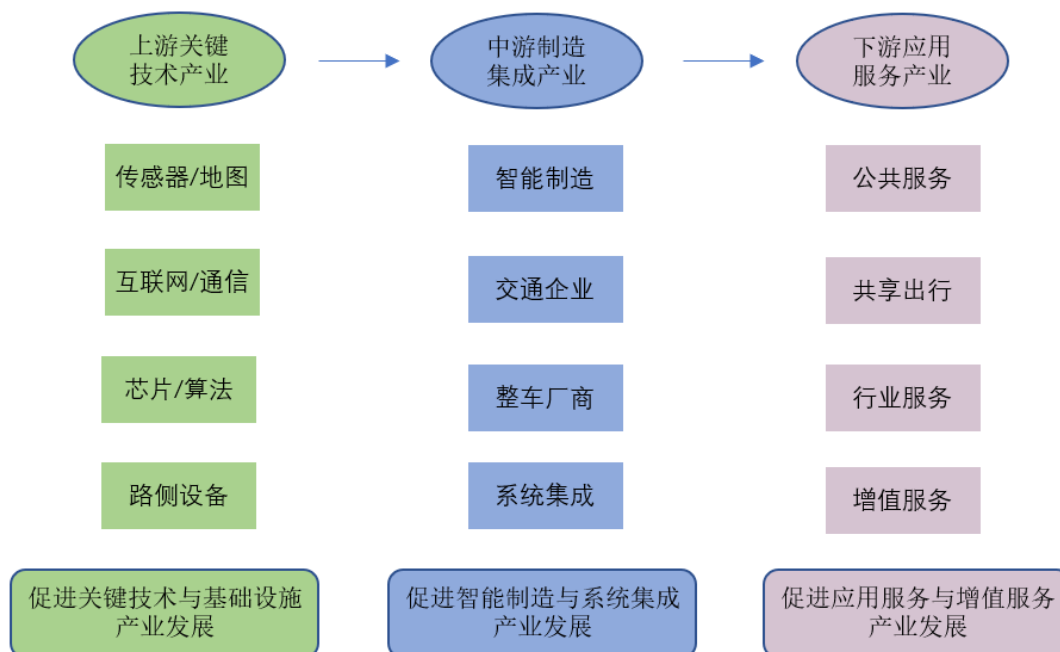 上游关键
技术产业
中游制造
集成产业
下游应用
服务产业
传感器/地图
智能制造
公共服务
互联网/通信
交通企业
共享出行
芯片/算法
整车厂商
行业服务
路侧设备
系统集成
增值服务
促进关键技术与基础设施
产业发展
促进智能制造与系统集成
产业发展
促进应用服务与增值服务
产业发展